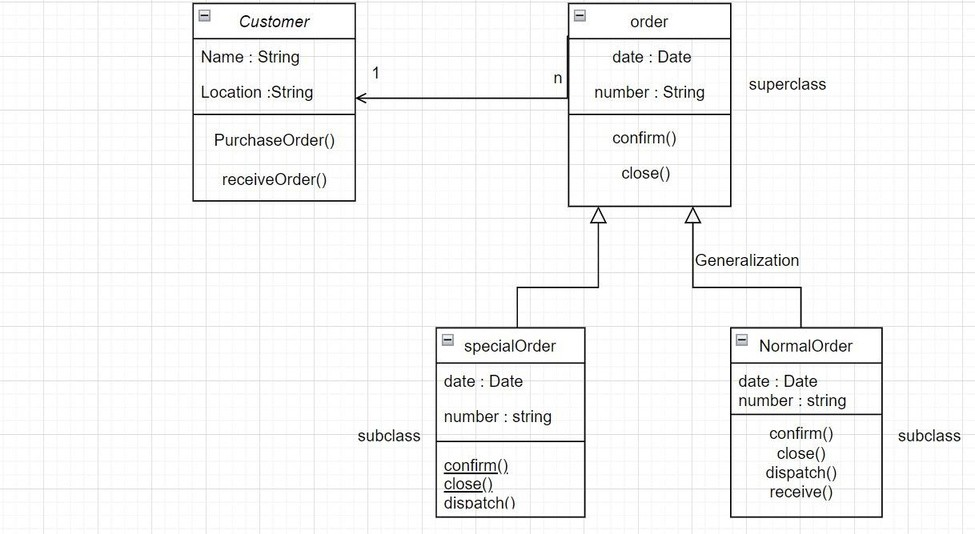 Customer
Name : String
Location :String
PurchaseOrder()
receiveOrder()
1
n
order
date : Date
number : String
confirm()
close()
superclass
Generalization
specialOrder
date : Date
number : string
confirm()
close()
dispatch()
subclass
NormalOrder
date : Date
number : string
confirm()
close()
dispatch()
receive()
subclass